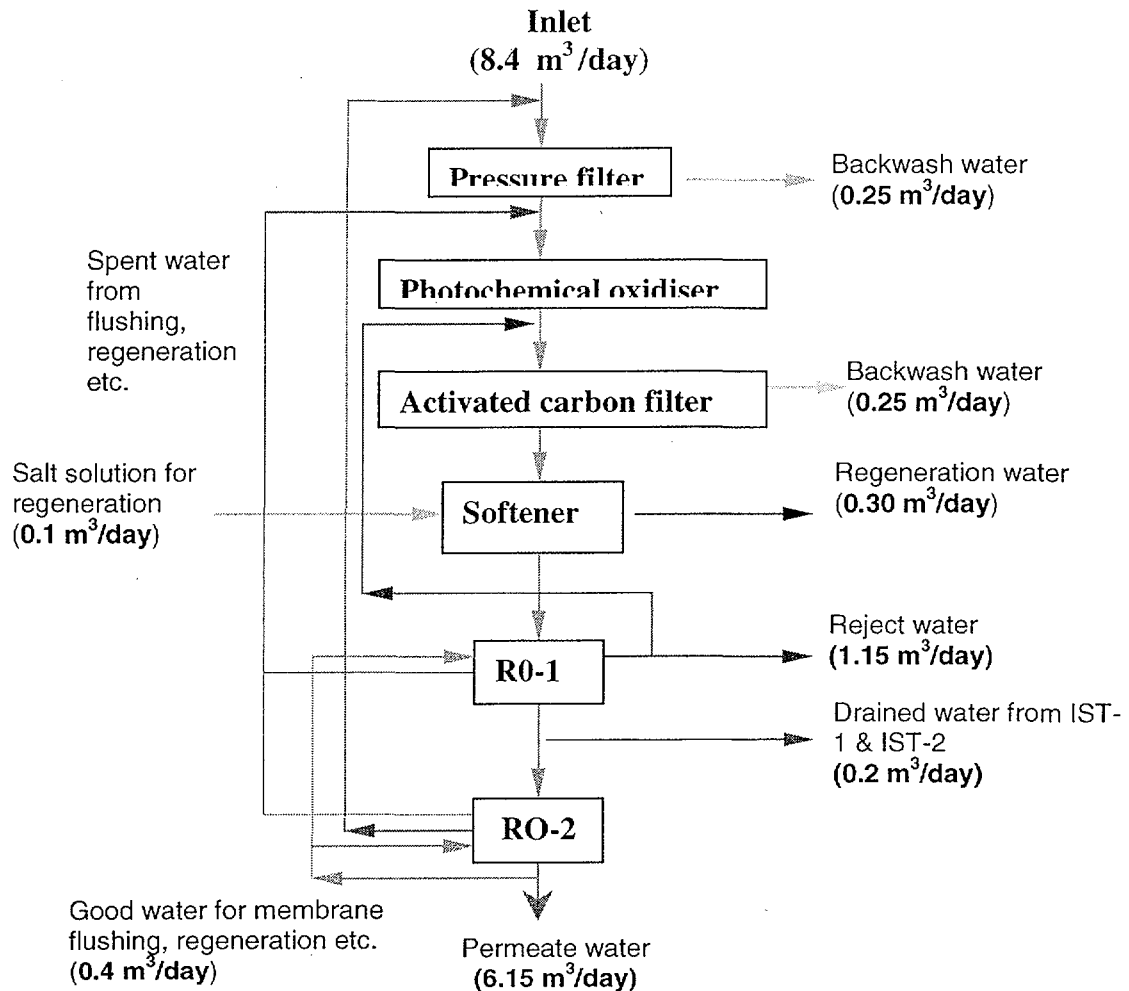 Inlet
(8.4 m³/day)
Pressure filter
Backwash water
(0.25 m³/day)
Spent water
from
flushing,
regeneration
etc.
Photochemical oxidiser
Activated carbon filter
Backwash water
(0.25 m³/day)
Salt solution for
regeneration
(0.1 m³/day)
Softener
Regeneration water
(0.30 m³/day)
R0-1
Reject water
(1.15 m³/day)
Drained water from IST-
1 & IST-2
(0.2 m³/day)
RO-2
Good water for membrane
flushing, regeneration etc.
(0.4 m³/day)
Permeate water
(6.15 m³/day)